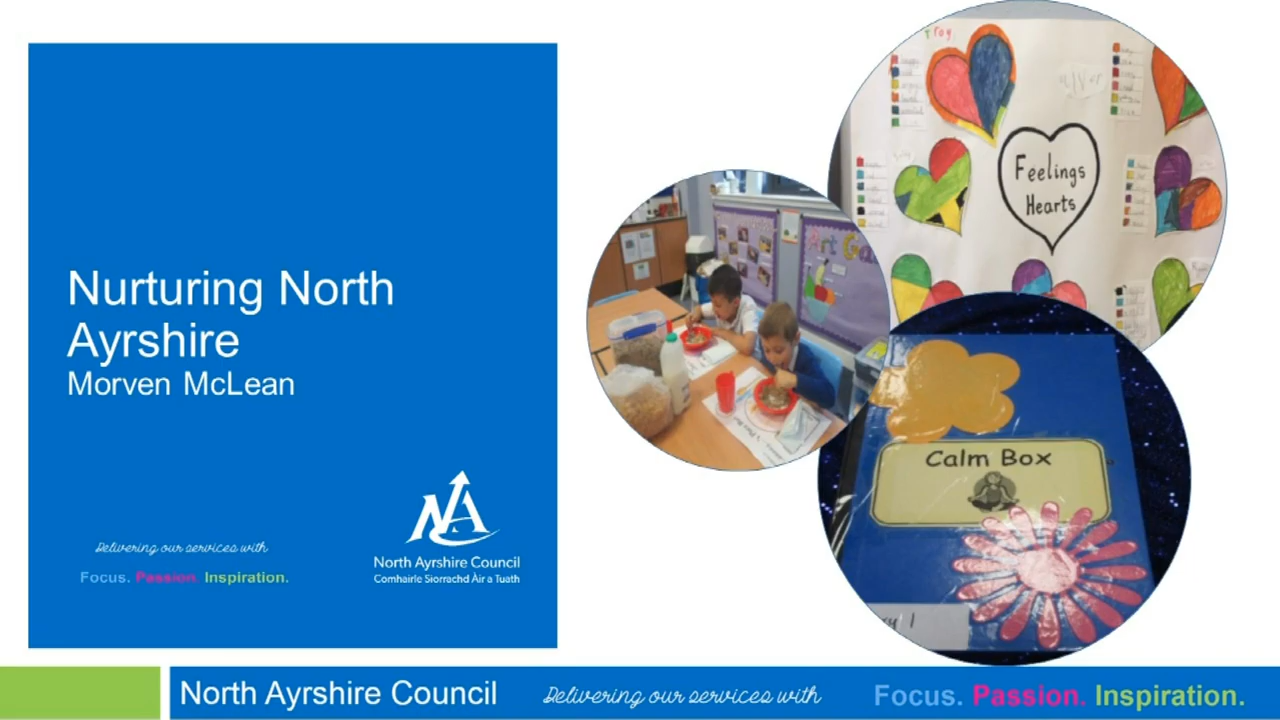 Nurturing North
Ayrshire
Morven McLean
NA
North Ayrshire Council
Comhairle Siorrachd Àir a Tuath
Delivering our services with
Focus. Passion. Inspiration.
Feelings
Hearts
Calm Box
North Ayrshire Council Delivering our services with Focus. Passion. Inspiration.